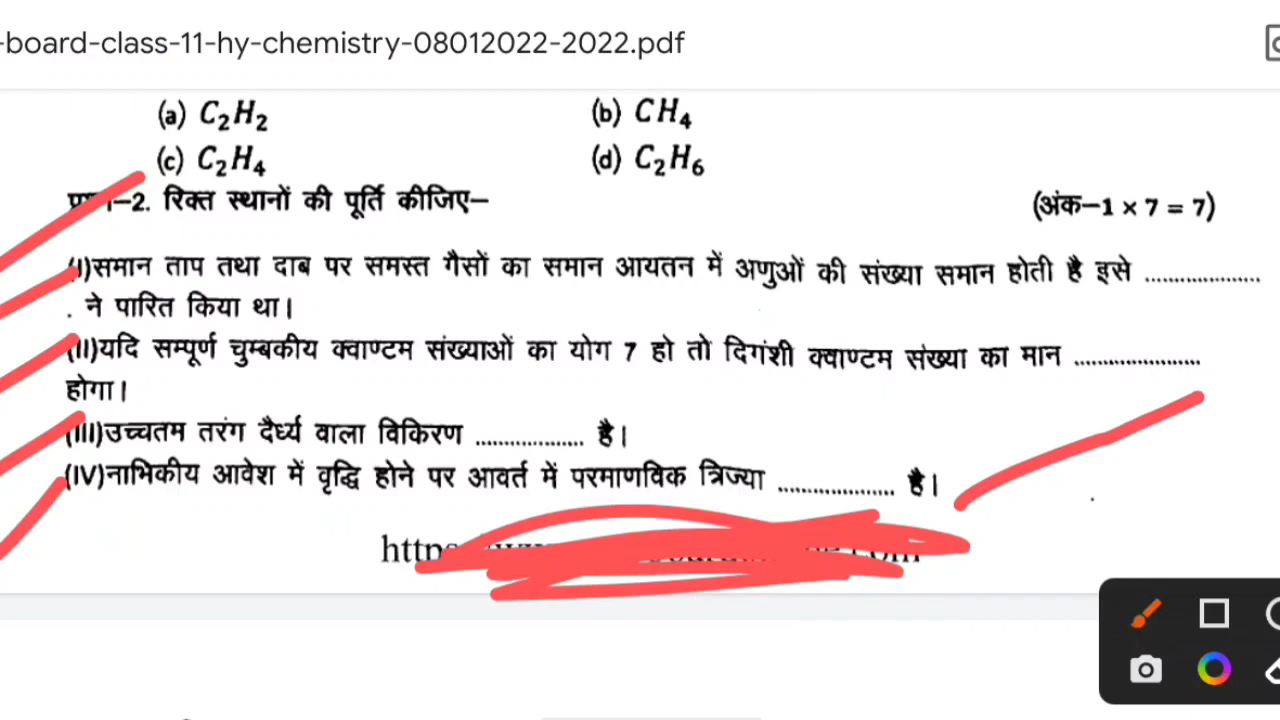 -board-class-11-hy-chemistry-08012022-2022.pdf
(a) C₂H₂ (b) CH₄
(c) C₂H₄ (d) C₂H₆
–2. रिक्त स्थानों की पूर्ति कीजिए– (अंक–1 × 7 = 7)
(I)समान ताप तथा दाब पर समस्त गैसों का समान आयतन में अणुओं की संख्या समान होती है इसे ...................
. ने पारित किया था।
(II)यदि सम्पूर्ण चुम्बकीय क्वाण्टम संख्याओं का योग 7 हो तो दिगंशी क्वाण्टम संख्या का मान .....................
होगा।
(III)उच्चतम तरंग दैर्ध्य वाला विकिरण .................. है।
(IV)नाभिकीय आवेश में वृद्धि होने पर आवर्त में परमाणविक त्रिज्या .................... है।